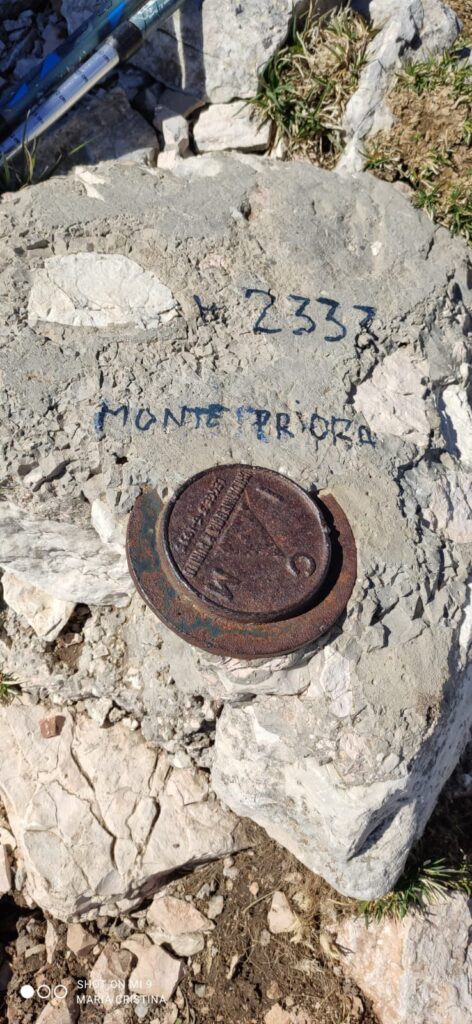 H 2333
MONTE PRIORA
I
G
M
SHOT ON MI 9
MARIA CRISTINA